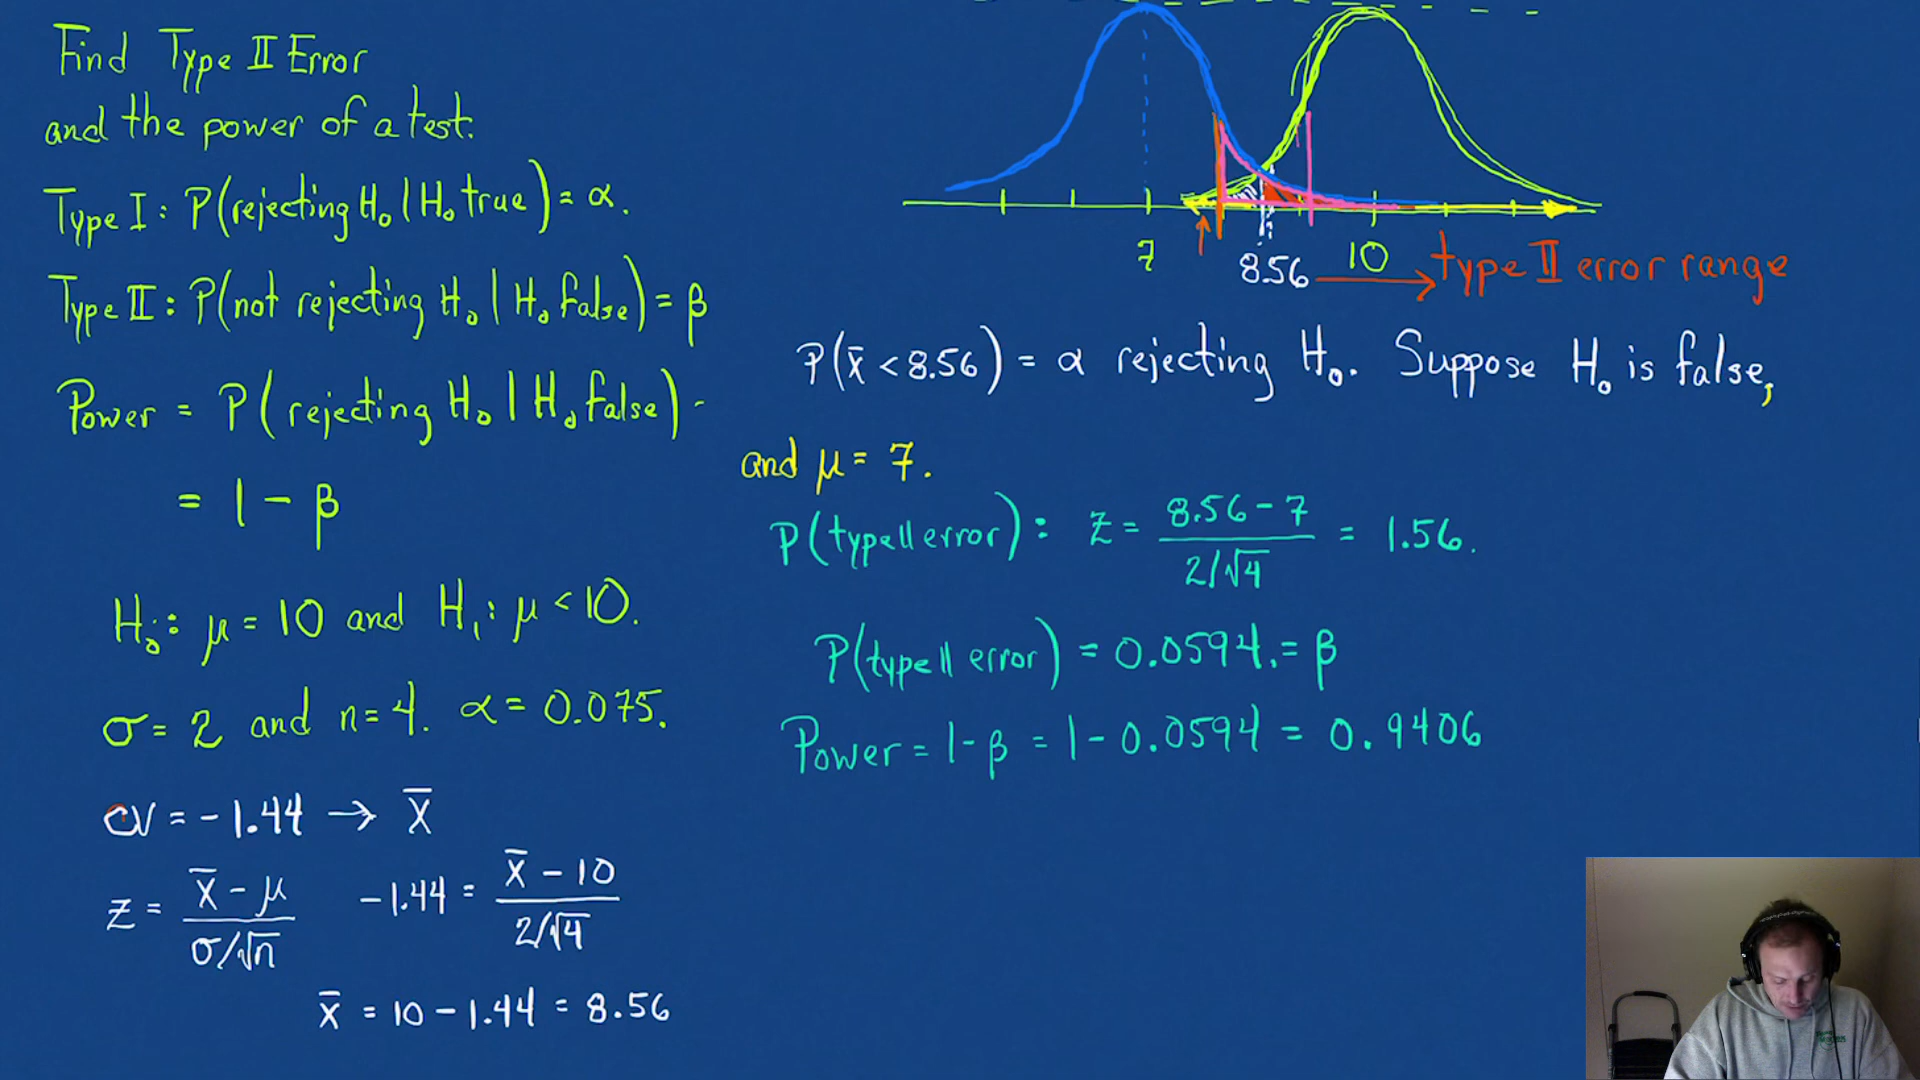 Find Type II Error
and the power of a test.
Type I: P(rejecting H₀ | H₀ true) = α.
Type II: P(not rejecting H₀ | H₀ false) = β
Power = P(rejecting H₀ | H₀ false) -
= 1 - β
H₀: μ = 10 and H₁: μ < 10.
σ = 2 and n = 4. α = 0.075.
CV = -1.44 → x̄
z = (x̄ - μ)/(σ/√n) -1.44 = (x̄ - 10)/(2/√4)
x̄ = 10 - 1.44 = 8.56
7 8.56 10
→ type II error range
P(x̄ < 8.56) = α rejecting H₀. Suppose H₀ is false,
and μ = 7.
P(type II error): z = (8.56 - 7)/(2/√4) = 1.56.
P(type II error) = 0.0594. = β
Power = 1 - β = 1 - 0.0594 = 0.9406